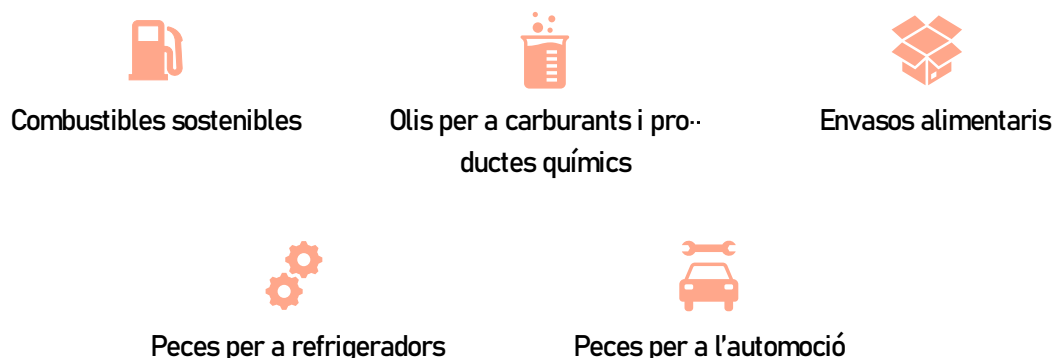 Combustibles sostenibles
Olis per a carburants i pro··
ductes químics
Envasos alimentaris
Peces per a refrigeradors
Peces per a l'automoció